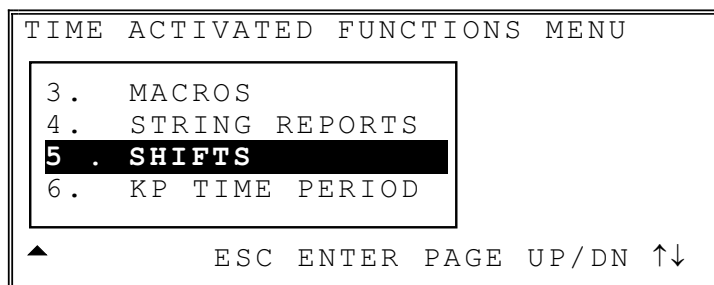 TIME ACTIVATED FUNCTIONS MENU
3. MACROS
4. STRING REPORTS
5 . SHIFTS
6. KP TIME PERIOD
▲ ESC ENTER PAGE UP/DN ↑↓